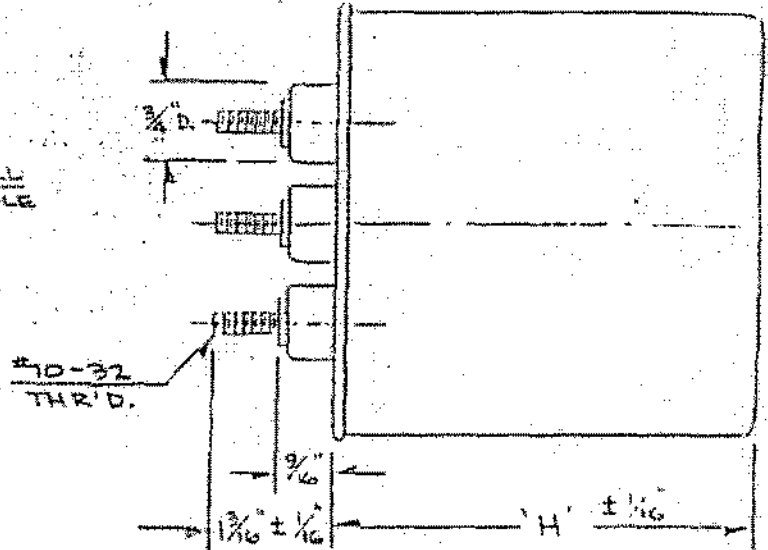 3/4" D.
#10-32
THR'D.
9/16"
1 3/16" ± 1/16"
'H' ± 1/16"